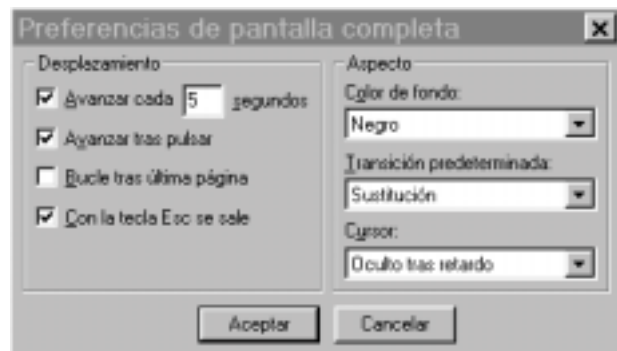 Preferencias de pantalla completa
Desplazamiento
Avanzar cada 5 segundos
Avanzar tras pulsar
Bucle tras última página
Con la tecla Esc se sale
Aspecto
Color de fondo:
Negro
Transición predeterminada:
Sustitución
Cursor:
Oculto tras retardo
Aceptar
Cancelar